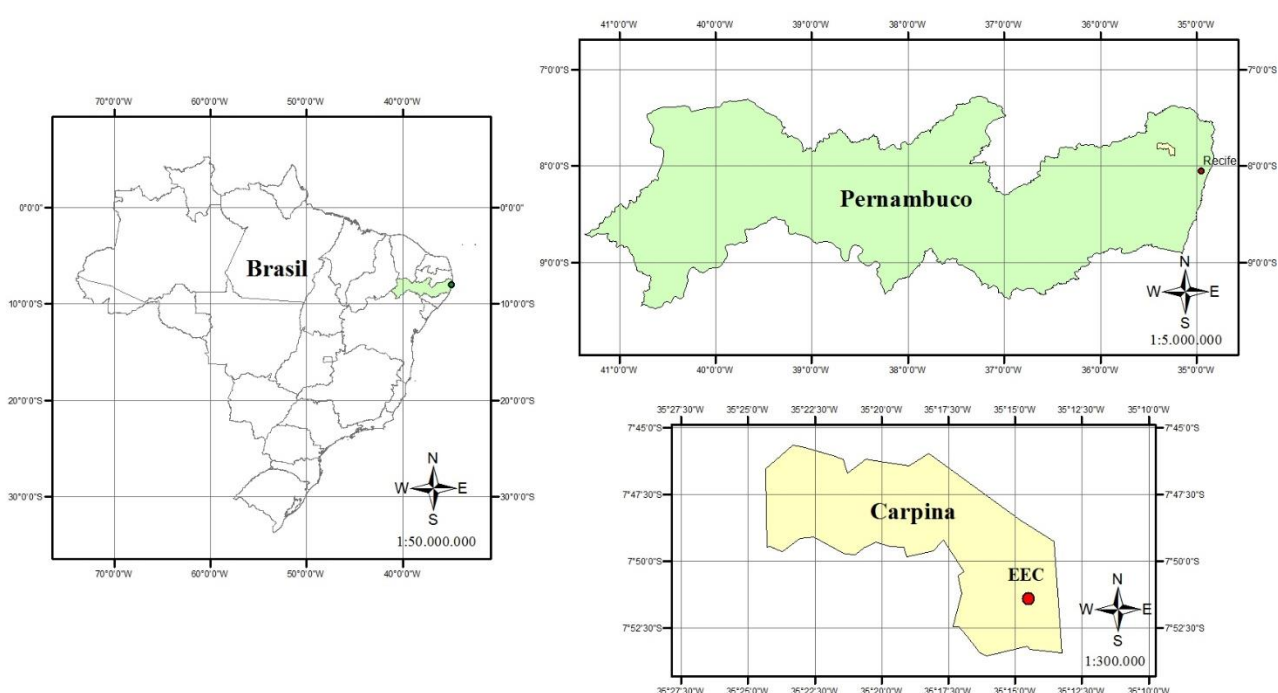 70°0'0"W 60°0'0"W 50°0'0"W 40°0'0"W
0°0'0" 0°0'0"
Brasil
10°0'0"S 10°0'0"S
20°0'0"S 20°0'0"S
30°0'0"S 30°0'0"S
N
W E
S
1:50.000.000
70°0'0"W 60°0'0"W 50°0'0"W 40°0'0"W
41°0'0"W 40°0'0"W 39°0'0"W 38°0'0"W 37°0'0"W 36°0'0"W 35°0'0"W
7°0'0"S 7°0'0"S
8°0'0"S 8°0'0"S
Recife
Pernambuco
9°0'0"S 9°0'0"S
N
W E
S
1:5.000.000
41°0'0"W 40°0'0"W 39°0'0"W 38°0'0"W 37°0'0"W 36°0'0"W 35°0'0"W
35°27'30"W 35°25'0"W 35°22'30"W 35°20'0"W 35°17'30"W 35°15'0"W 35°12'30"W 35°10'0"W
7°45'0"S 7°45'0"S
7°47'30"S 7°47'30"S
Carpina
7°50'0"S 7°50'0"S
EEC
N
W E
S
7°52'30"S 7°52'30"S
1:300.000
35°27'30"W 35°25'0"W 35°22'30"W 35°20'0"W 35°17'30"W 35°15'0"W 35°12'30"W 35°10'0"W